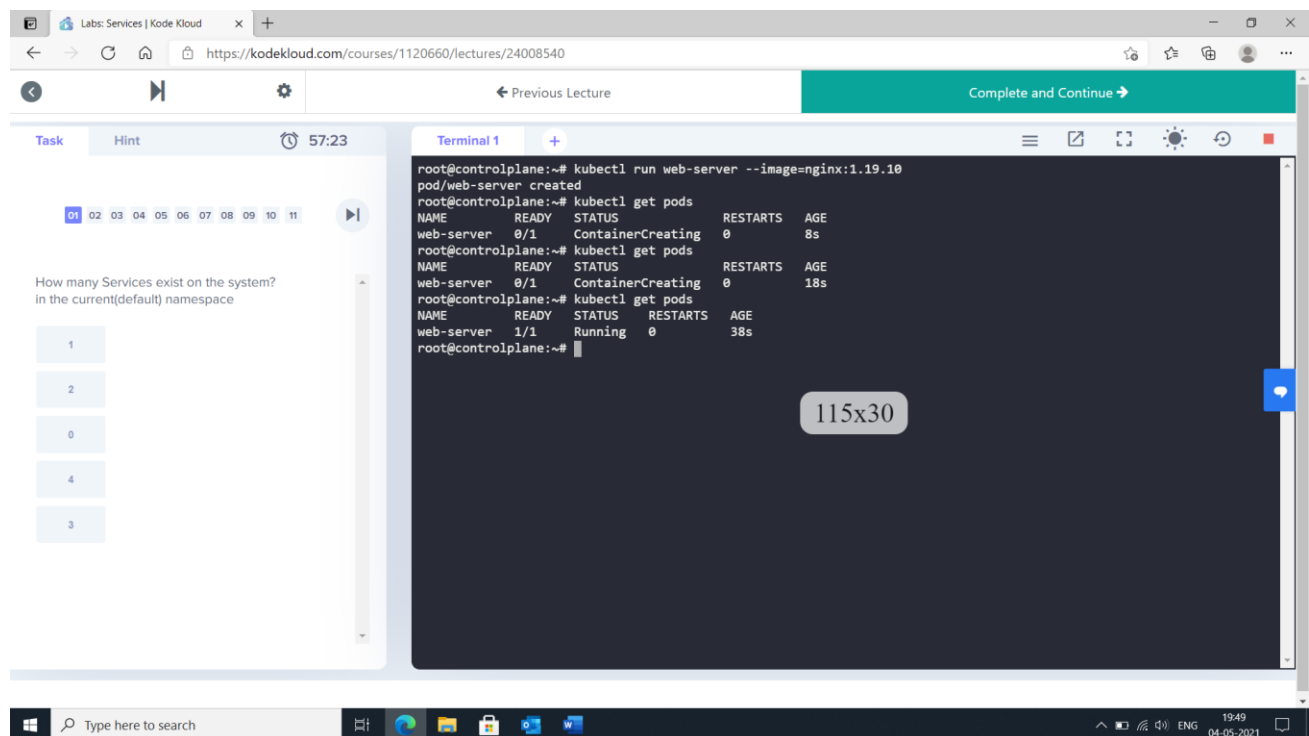 Labs: Services | Kode Kloud
https://kodekloud.com/courses/1120660/lectures/24008540
Previous Lecture
Complete and Continue
Task Hint 57:23
Terminal 1
01 02 03 04 05 06 07 08 09 10 11
How many Services exist on the system?
in the current(default) namespace
1
2
0
4
3
root@controlplane:~# kubectl run web-server --image=nginx:1.19.10
pod/web-server created
root@controlplane:~# kubectl get pods
NAME READY STATUS RESTARTS AGE
web-server 0/1 ContainerCreating 0 8s
root@controlplane:~# kubectl get pods
NAME READY STATUS RESTARTS AGE
web-server 0/1 ContainerCreating 0 18s
root@controlplane:~# kubectl get pods
NAME READY STATUS RESTARTS AGE
web-server 1/1 Running 0 38s
root@controlplane:~#
115x30
Type here to search
ENG
19:49
04-05-2021